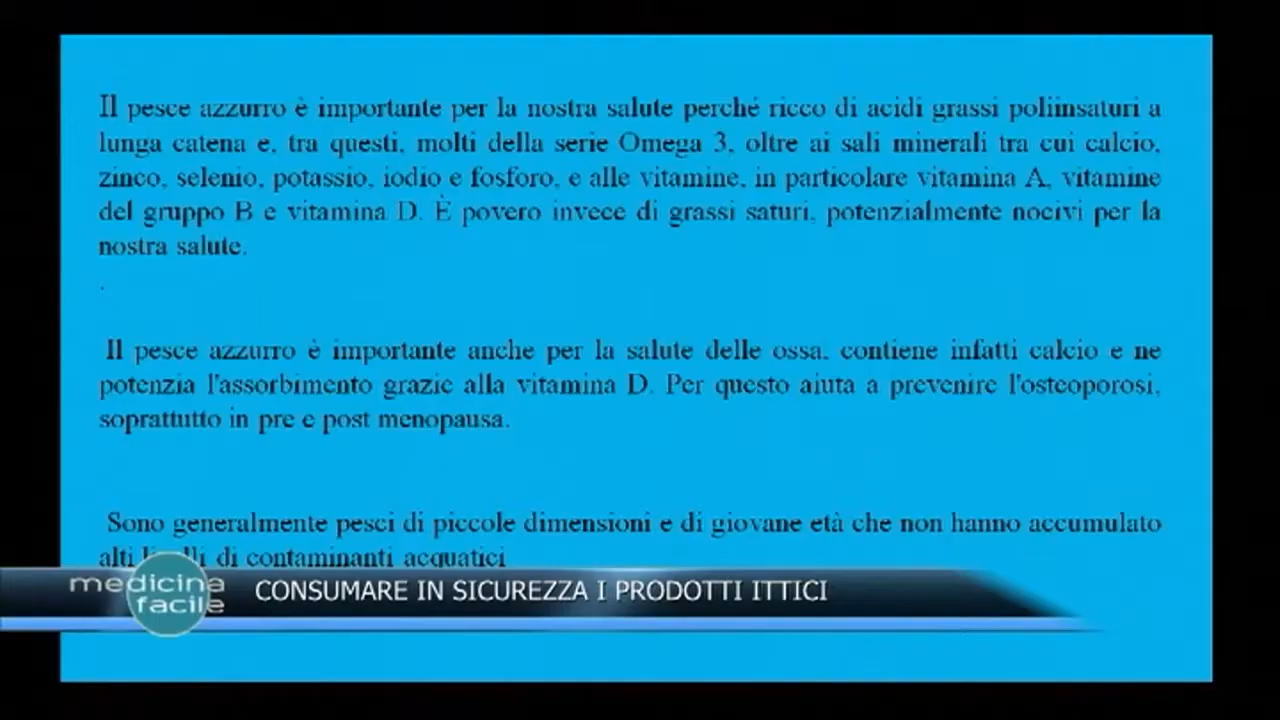 Il pesce azzurro è importante per la nostra salute perché ricco di acidi grassi poliinsaturi a
lunga catena e, tra questi, molti della serie Omega 3, oltre ai sali minerali tra cui calcio,
zinco, selenio, potassio, iodio e fosforo, e alle vitamine, in particolare vitamina A, vitamine
del gruppo B e vitamina D. È povero invece di grassi saturi, potenzialmente nocivi per la
nostra salute.
.
Il pesce azzurro è importante anche per la salute delle ossa, contiene infatti calcio e ne
potenzia l'assorbimento grazie alla vitamina D. Per questo aiuta a prevenire l'osteoporosi,
soprattutto in pre e post menopausa.
Sono generalmente pesci di piccole dimensioni e di giovane età che non hanno accumulato
alti livelli di contaminanti acquatici
medicina
facile
CONSUMARE IN SICUREZZA I PRODOTTI ITTICI